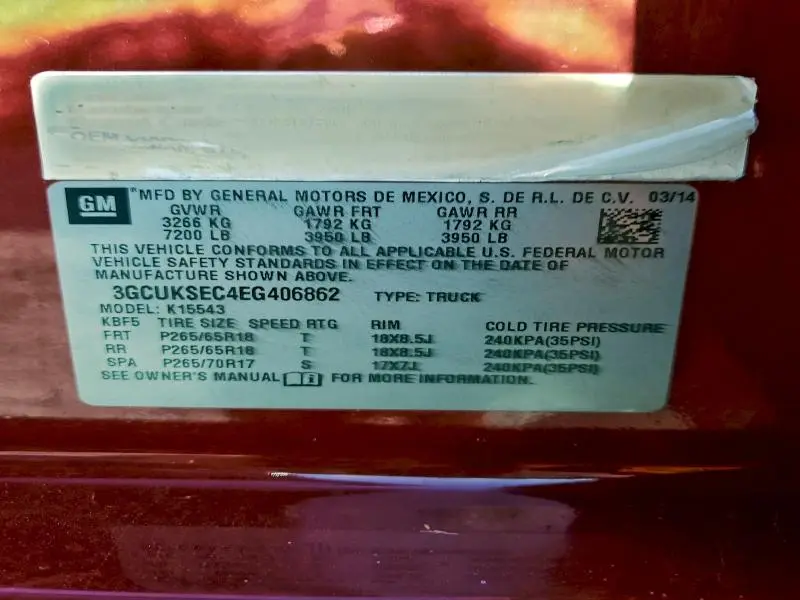 OEM
GM ® MFD BY GENERAL MOTORS DE MEXICO, S. DE R.L. DE C.V. 03/14
GVWR GAWR FRT GAWR RR
3266 KG 1792 KG 1792 KG
7200 LB 3950 LB 3950 LB
THIS VEHICLE CONFORMS TO ALL APPLICABLE U.S. FEDERAL MOTOR
VEHICLE SAFETY STANDARDS IN EFFECT ON THE DATE OF
MANUFACTURE SHOWN ABOVE.
3GCUKSEC4EG406862 TYPE: TRUCK
MODEL: K15543
KBF5 TIRE SIZE SPEED RTG RIM COLD TIRE PRESSURE
FRT P265/65R18 T 18X8.5J 240KPA(35PSI)
RR P265/65R18 T 18X8.5J 240KPA(35PSI)
SPA P265/70R17 S 17X7J 240KPA(35PSI)
SEE OWNER'S MANUAL FOR MORE INFORMATION.